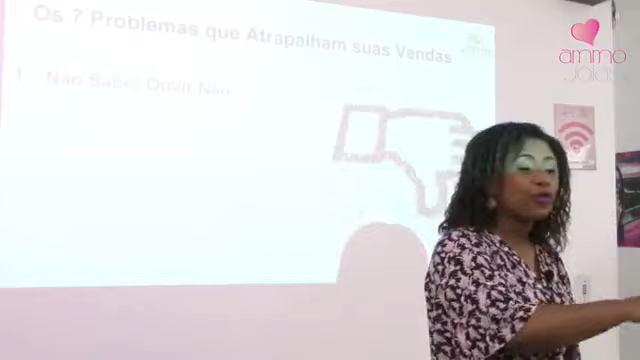 Os 7 Problemas que Atrapalham suas Vendas
1. Não Saber Ouvir Não
ammo
JOIAS